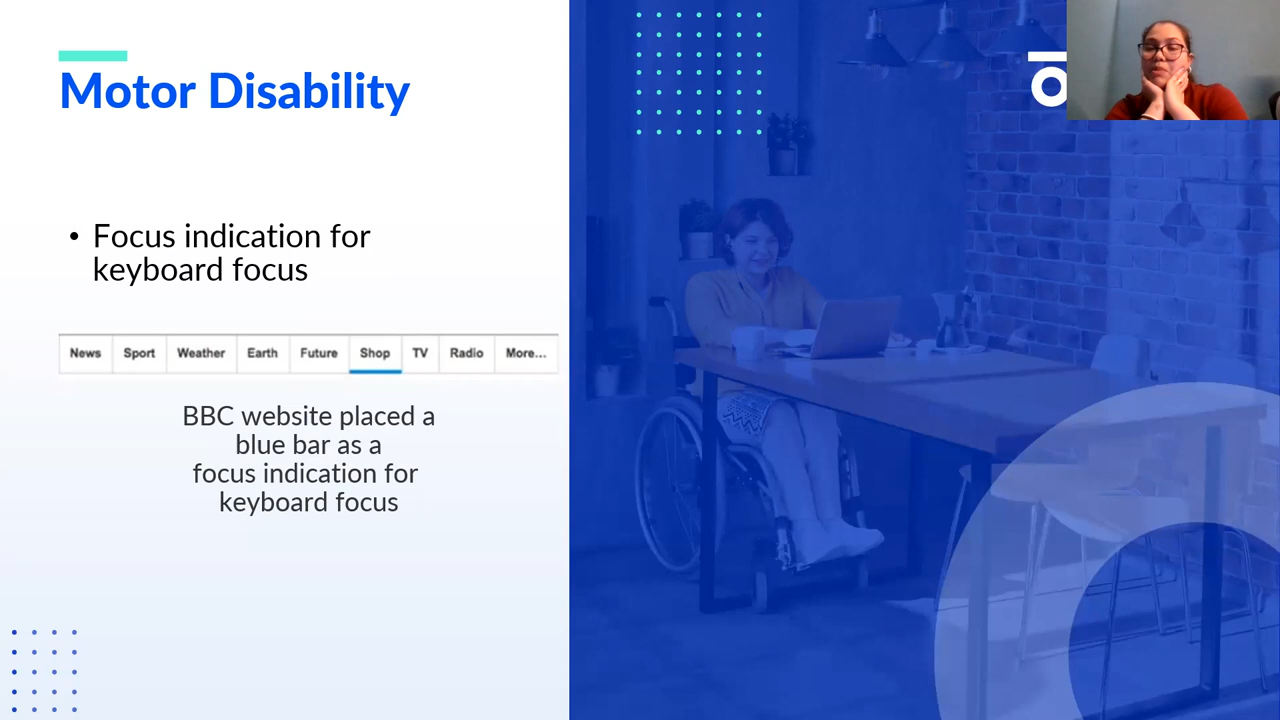 Motor Disability
• Focus indication for
keyboard focus
News Sport Weather Earth Future Shop TV Radio More...
BBC website placed a
blue bar as a
focus indication for
keyboard focus